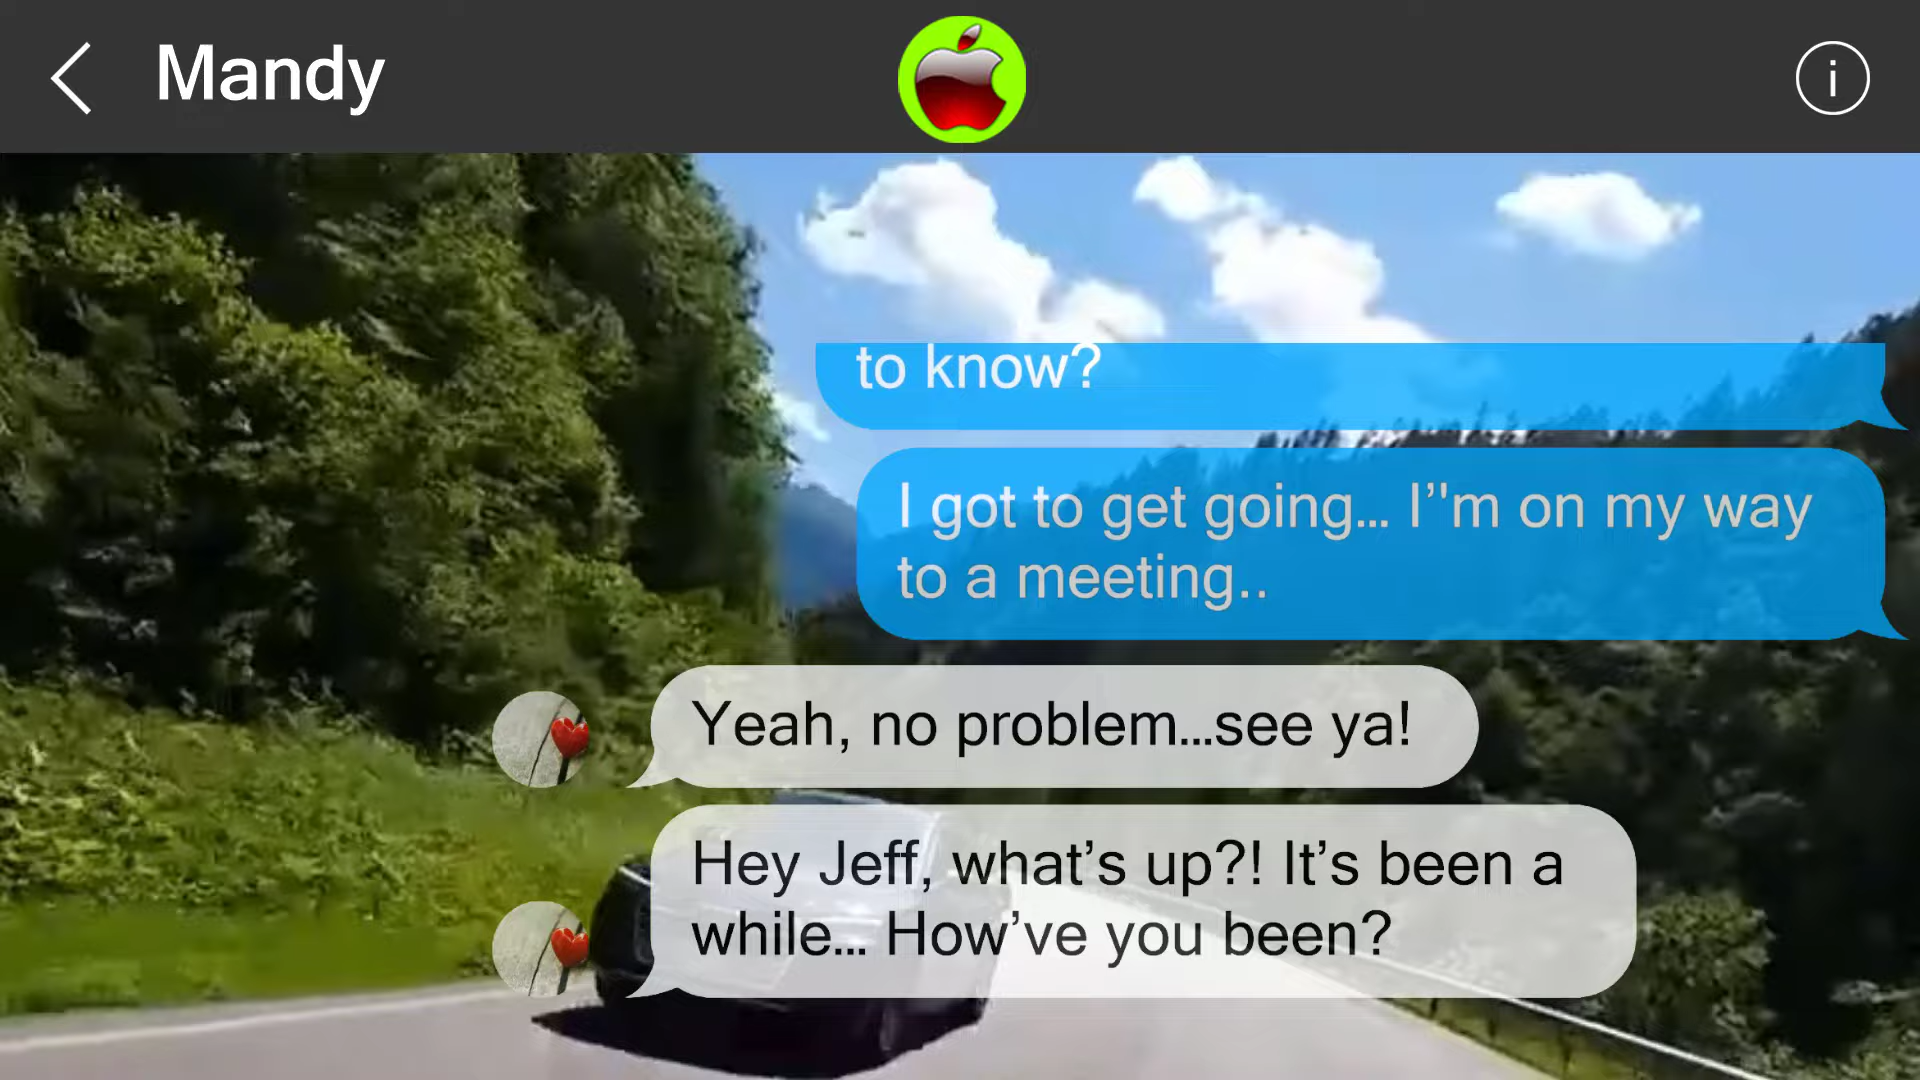 Mandy
i
to know?
I got to get going... I’'m on my way
to a meeting..
Yeah, no problem...see ya!
Hey Jeff, what’s up?! It’s been a
while... How’ve you been?